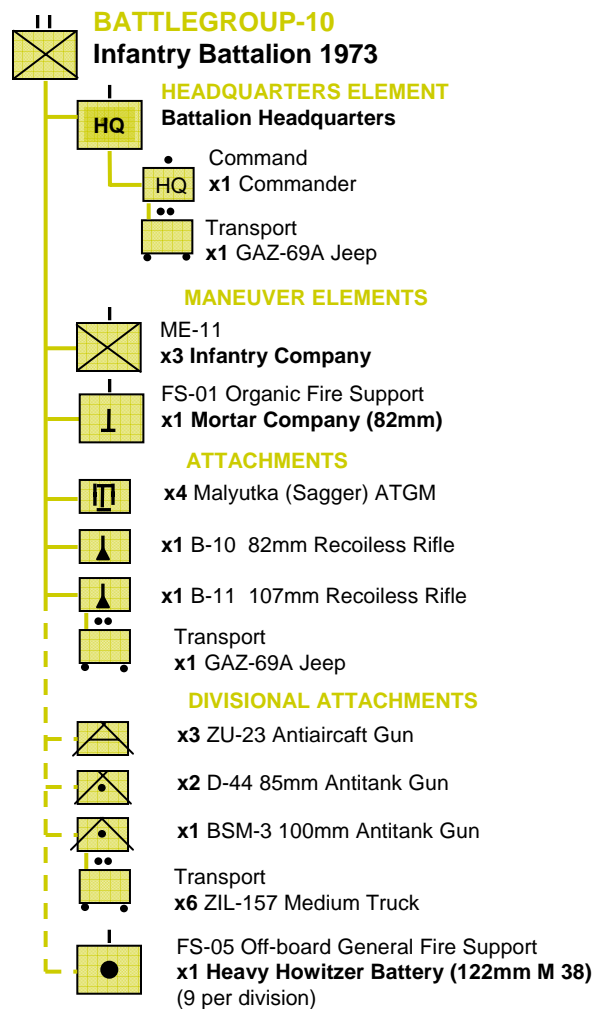 BATTLEGROUP-10
Infantry Battalion 1973
HEADQUARTERS ELEMENT
HQ
Battalion Headquarters
Command
HQ
x1 Commander
Transport
x1 GAZ-69A Jeep
MANEUVER ELEMENTS
ME-11
x3 Infantry Company
FS-01 Organic Fire Support
x1 Mortar Company (82mm)
ATTACHMENTS
x4 Malyutka (Sagger) ATGM
x1 B-10 82mm Recoiless Rifle
x1 B-11 107mm Recoiless Rifle
Transport
x1 GAZ-69A Jeep
DIVISIONAL ATTACHMENTS
x3 ZU-23 Antiaircaft Gun
x2 D-44 85mm Antitank Gun
x1 BSM-3 100mm Antitank Gun
Transport
x6 ZIL-157 Medium Truck
FS-05 Off-board General Fire Support
x1 Heavy Howitzer Battery (122mm M 38)
(9 per division)